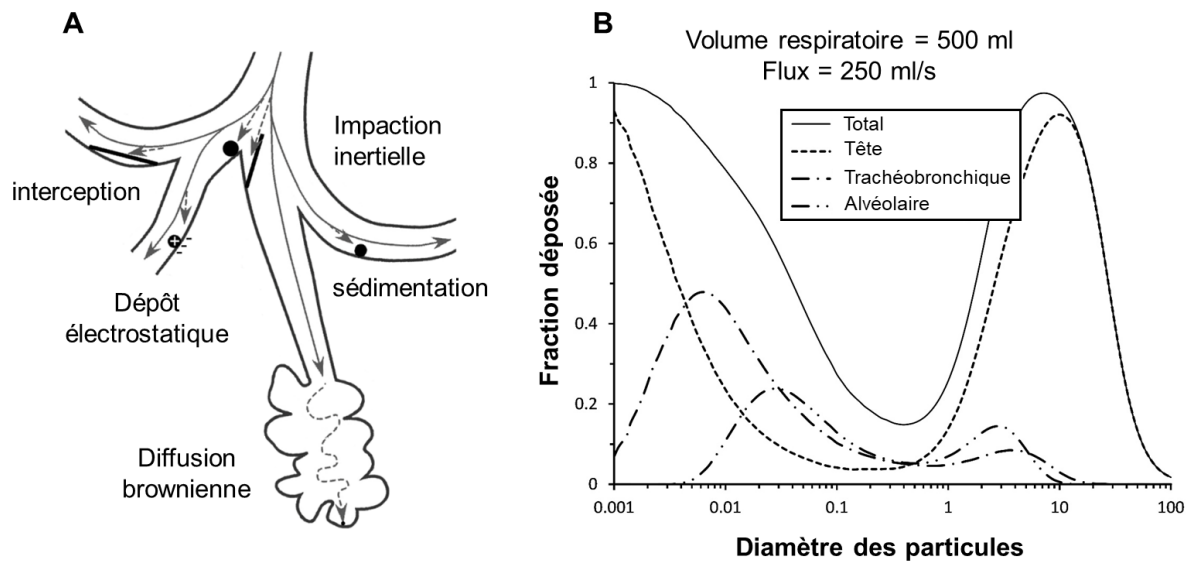 A
Impaction
inertielle
interception
sédimentation
Dépôt
électrostatique
Diffusion
brownienne
B
Volume respiratoire = 500 ml
Flux = 250 ml/s
Total
Tête
Trachéobronchique
Alvéolaire
Fraction déposée
1
0.8
0.6
0.4
0.2
0
0.001
0.01
0.1
1
10
100
Diamètre des particules